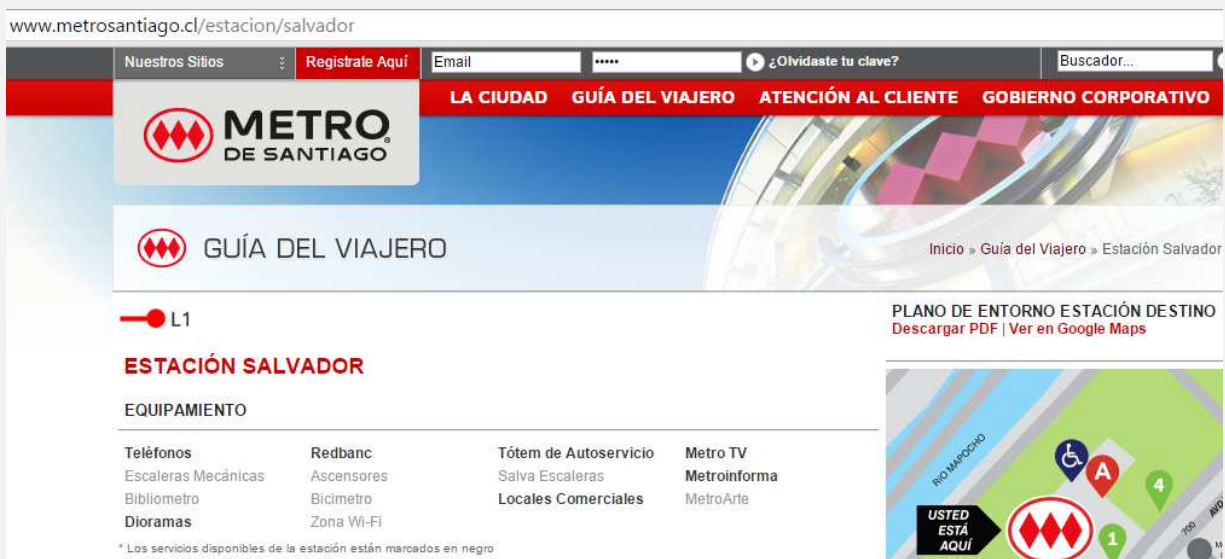 www.metrosantiago.cl/estacion/salvador
Nuestros Sitios Registrate Aquí Email ¿Olvidaste tu clave? Buscador...
LA CIUDAD GUÍA DEL VIAJERO ATENCIÓN AL CLIENTE GOBIERNO CORPORATIVO
METRO®
DE SANTIAGO
GUÍA DEL VIAJERO
Inicio » Guía del Viajero » Estación Salvador
L1
ESTACIÓN SALVADOR
EQUIPAMIENTO
Teléfonos Redbanc Tótem de Autoservicio Metro TV
Escaleras Mecánicas Ascensores Salva Escaleras Metroinforma
Bibliometro Bicimetro Locales Comerciales MetroArte
Dioramas Zona Wi-Fi
* Los servicios disponibles de la estación están marcados en negro
PLANO DE ENTORNO ESTACIÓN DESTINO
Descargar PDF | Ver en Google Maps
RIO MAPOCHO
A
4
USTED
ESTÁ
AQUÍ
1
700